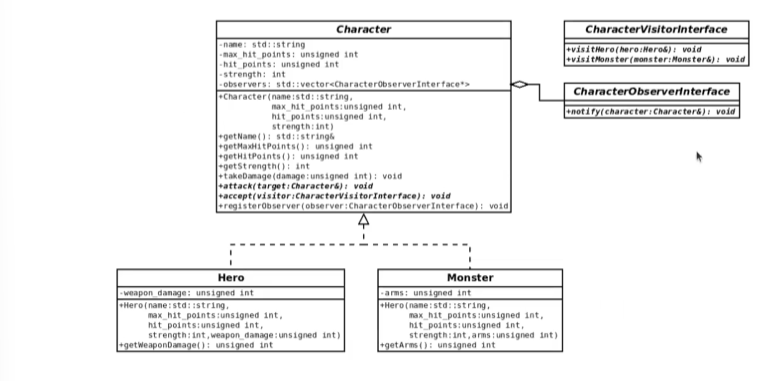 Character
-name: std::string
-max_hit_points: unsigned int
-hit_points: unsigned int
-strength: int
-observers: std::vector<CharacterObserverInterface*>
+Character(name:std::string,
max_hit_points:unsigned int,
hit_points:unsigned int,
strength:int)
+getName(): std::string&
+getMaxHitPoints(): unsigned int
+getHitPoints(): unsigned int
+getStrength(): int
+takeDamage(damage:unsigned int): void
+attack(target:Character&): void
+accept(visitor:CharacterVisitorInterface): void
+registerObserver(observer:CharacterObserverInterface): void
CharacterVisitorInterface
+visitHero(hero:Hero&): void
+visitMonster(monster:Monster&): void
CharacterObserverInterface
+notify(character:Character&): void
Hero
-weapon_damage: unsigned int
+Hero(name:std::string,
max_hit_points:unsigned int,
hit_points:unsigned int,
strength:int,weapon_damage:unsigned int)
+getWeaponDamage(): unsigned int
Monster
-arms: unsigned int
+Hero(name:std::string,
max_hit_points:unsigned int,
hit_points:unsigned int,
strength:int,arms:unsigned int)
+getArms(): unsigned int